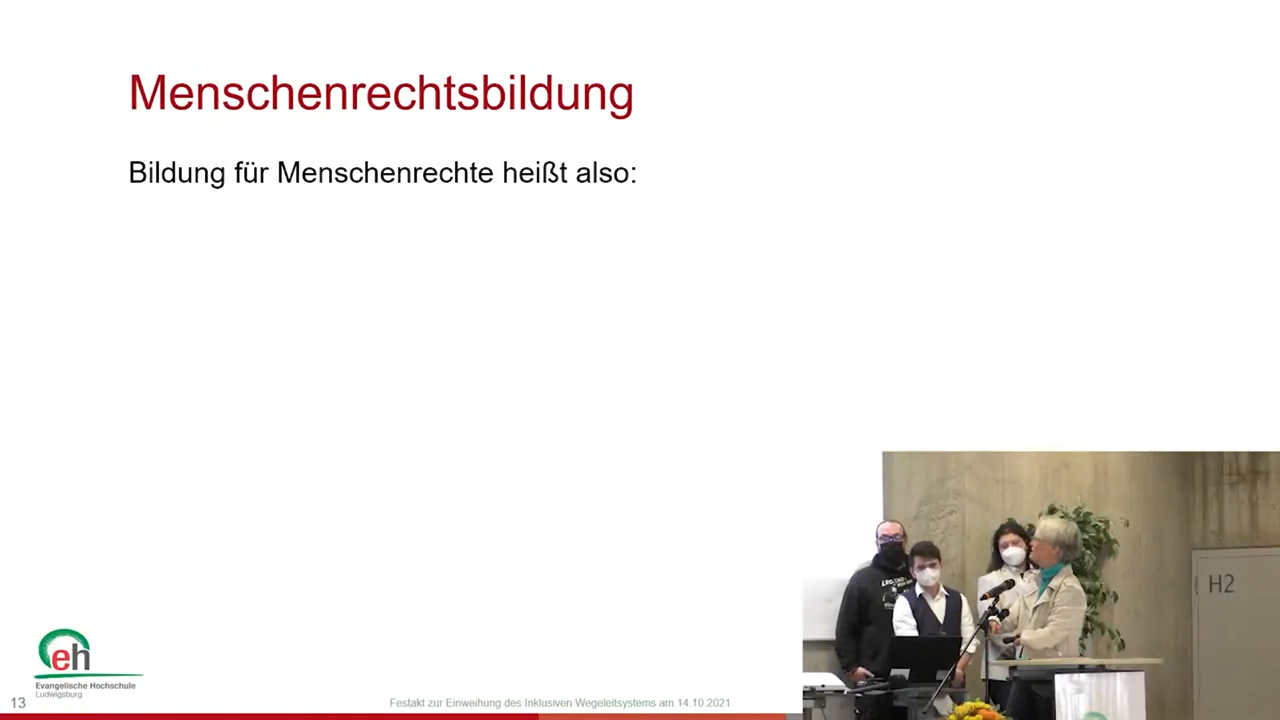 Menschenrechtsbildung
Bildung für Menschenrechte heißt also:
H2
eh
Evangelische Hochschule
Ludwigsburg
13
Festakt zur Einweihung des Inklusiven Wegeleitsystems am 14.10.2021